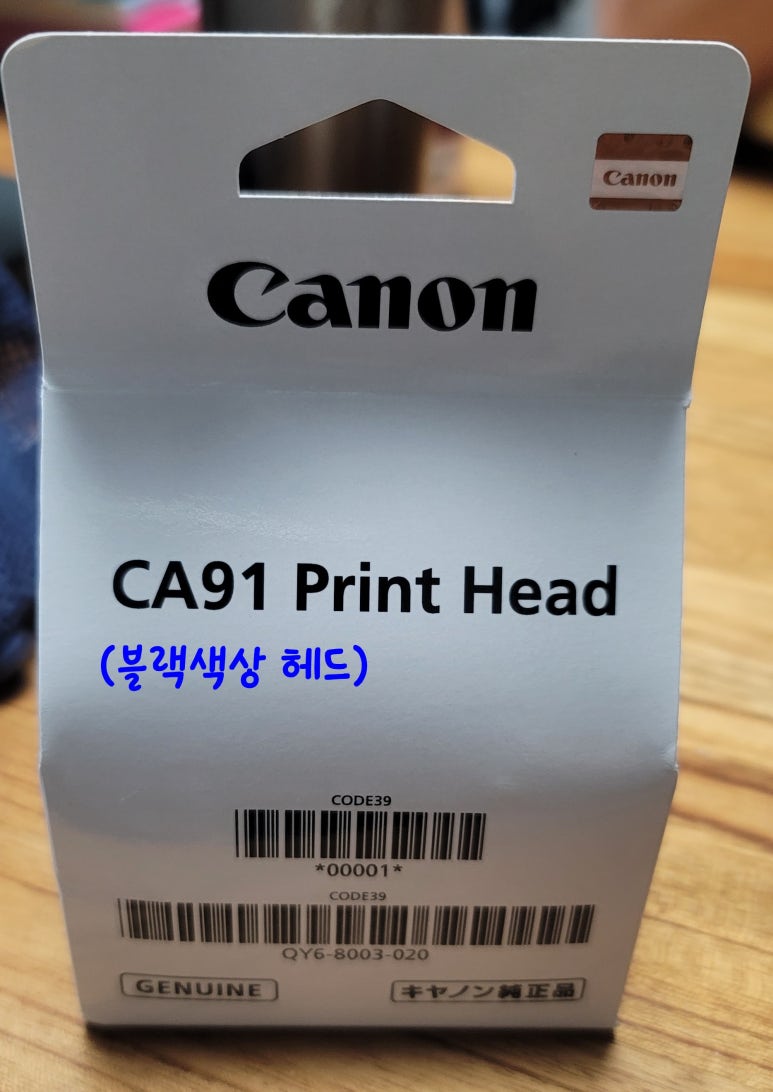 Canon
Canon
CA91 Print Head
(블랙색상 헤드)
CODE39
*00001*
CODE39
QY6-8003-020
GENUINE
キヤノン純正品